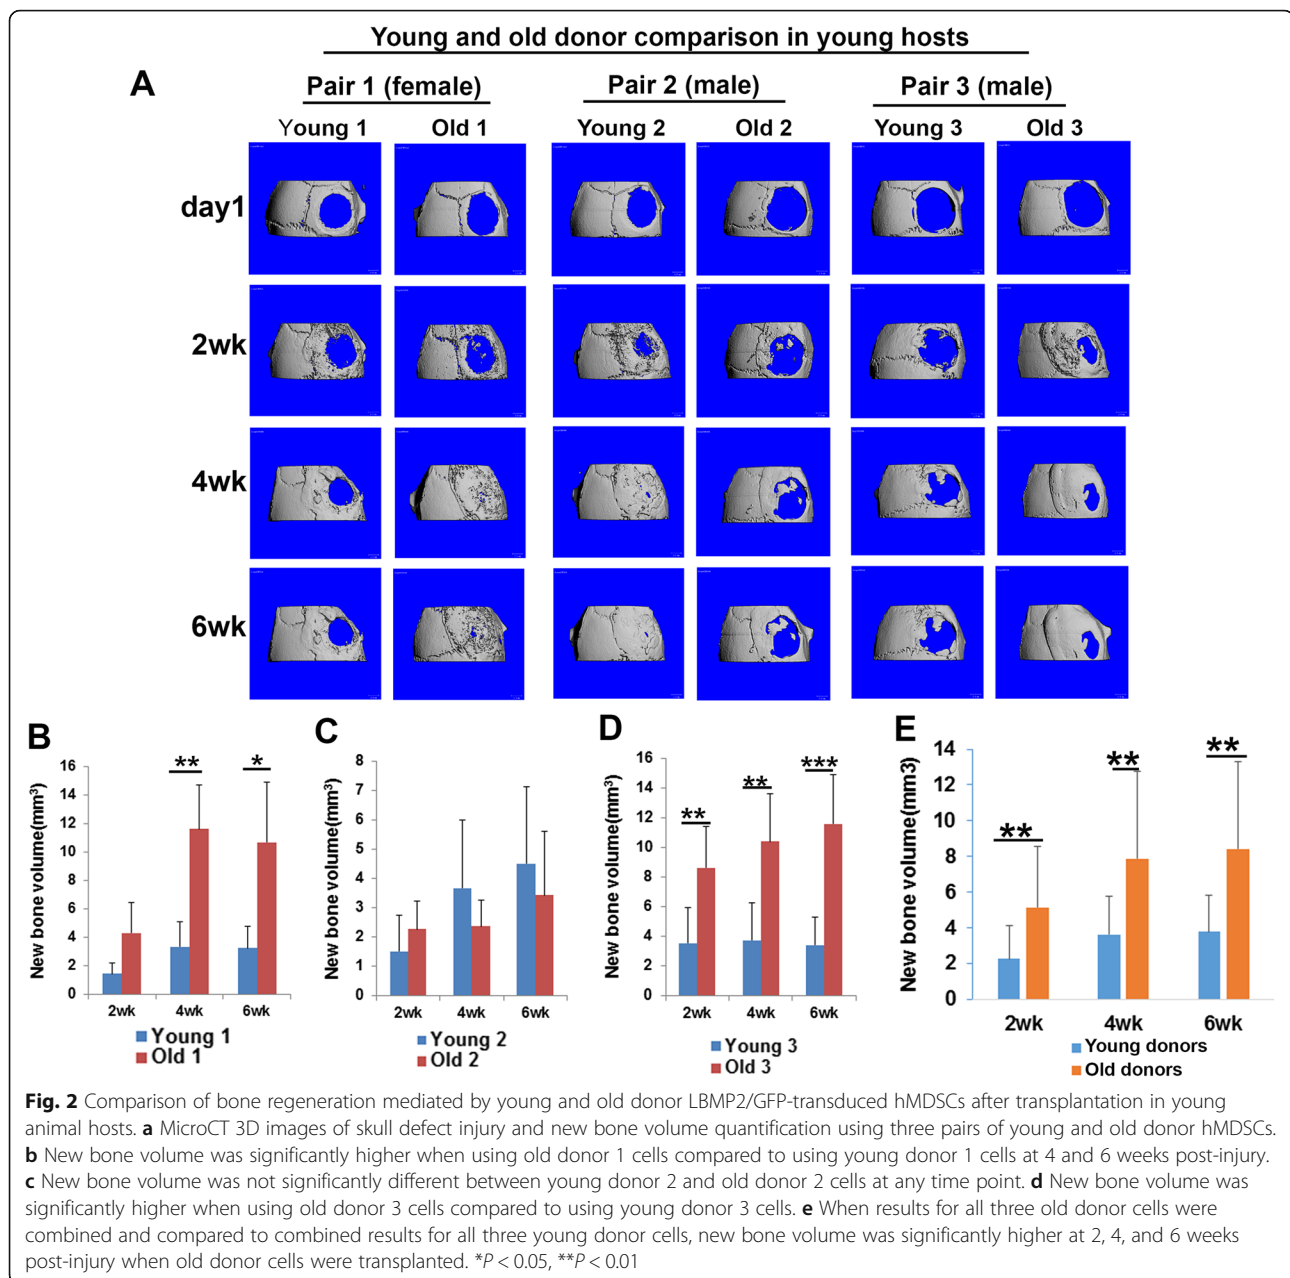 Young and old donor comparison in young hosts
A
Pair 1 (female) Pair 2 (male) Pair 3 (male)
Young 1 Old 1 Young 2 Old 2 Young 3 Old 3
day1
2wk
4wk
6wk
B
New bone volume(mm³)
16
14
12
10
8
6
4
2
0
** *
2wk 4wk 6wk
Young 1
Old 1
C
New bone volume(mm³)
8
7
6
5
4
3
2
1
0
2wk 4wk 6wk
Young 2
Old 2
D
New bone volume(mm³)
16
14
12
10
8
6
4
2
0
** ** ***
2wk 4wk 6wk
Young 3
Old 3
E
New bone volume(mm3)
14
12
10
8
6
4
2
0
** ** **
2wk 4wk 6wk
Young donors
Old donors
Fig. 2 Comparison of bone regeneration mediated by young and old donor LBMP2/GFP-transduced hMDSCs after transplantation in young
animal hosts. a MicroCT 3D images of skull defect injury and new bone volume quantification using three pairs of young and old donor hMDSCs.
b New bone volume was significantly higher when using old donor 1 cells compared to using young donor 1 cells at 4 and 6 weeks post-injury.
c New bone volume was not significantly different between young donor 2 and old donor 2 cells at any time point. d New bone volume was
significantly higher when using old donor 3 cells compared to using young donor 3 cells. e When results for all three old donor cells were
combined and compared to combined results for all three young donor cells, new bone volume was significantly higher at 2, 4, and 6 weeks
post-injury when old donor cells were transplanted. *P < 0.05, **P < 0.01